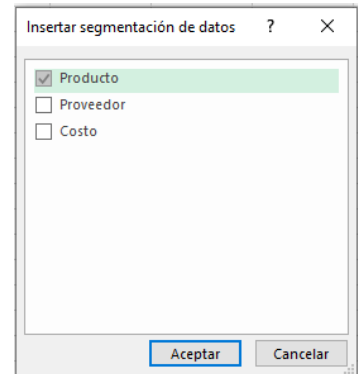 Insertar segmentación de datos ?
Producto
Proveedor
Costo
Aceptar Cancelar